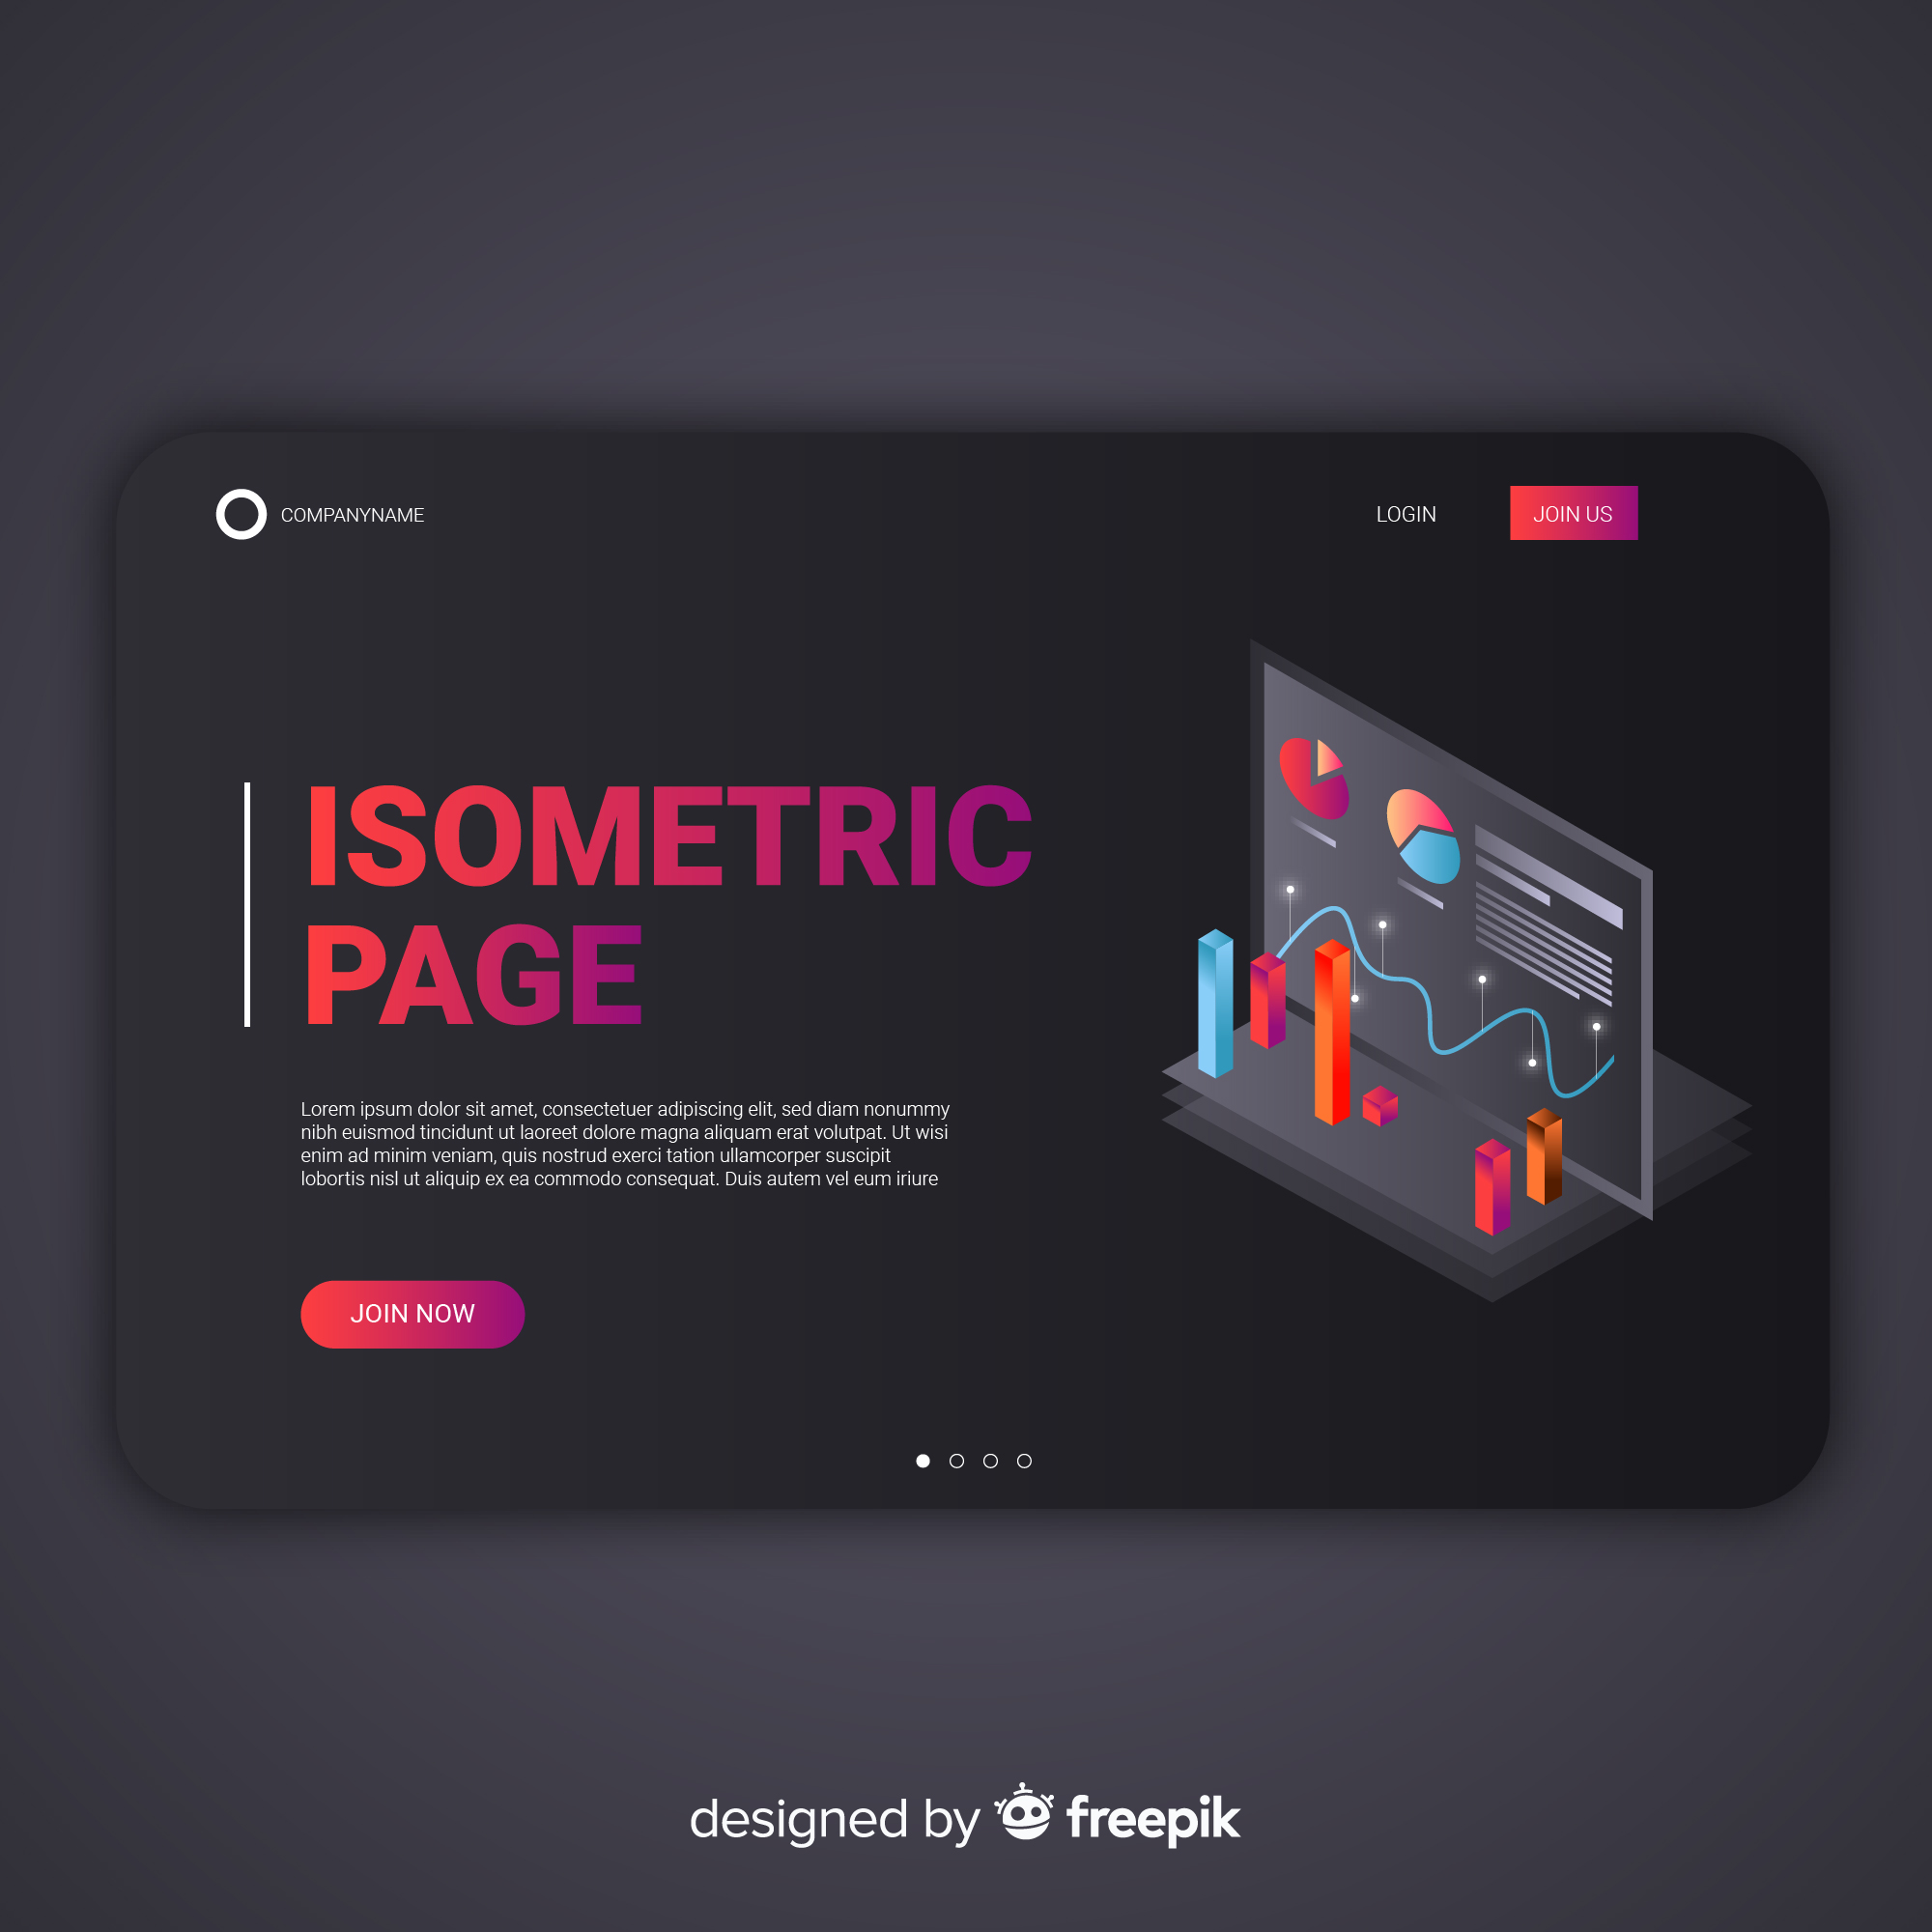 COMPANYNAME
LOGIN
JOIN US
ISOMETRIC
PAGE
Lorem ipsum dolor sit amet, consectetuer adipiscing elit, sed diam nonummy
nibh euismod tincidunt ut laoreet dolore magna aliquam erat volutpat. Ut wisi
enim ad minim veniam, quis nostrud exerci tation ullamcorper suscipit
lobortis nisl ut aliquip ex ea commodo consequat. Duis autem vel eum iriure
JOIN NOW
designed by freepik